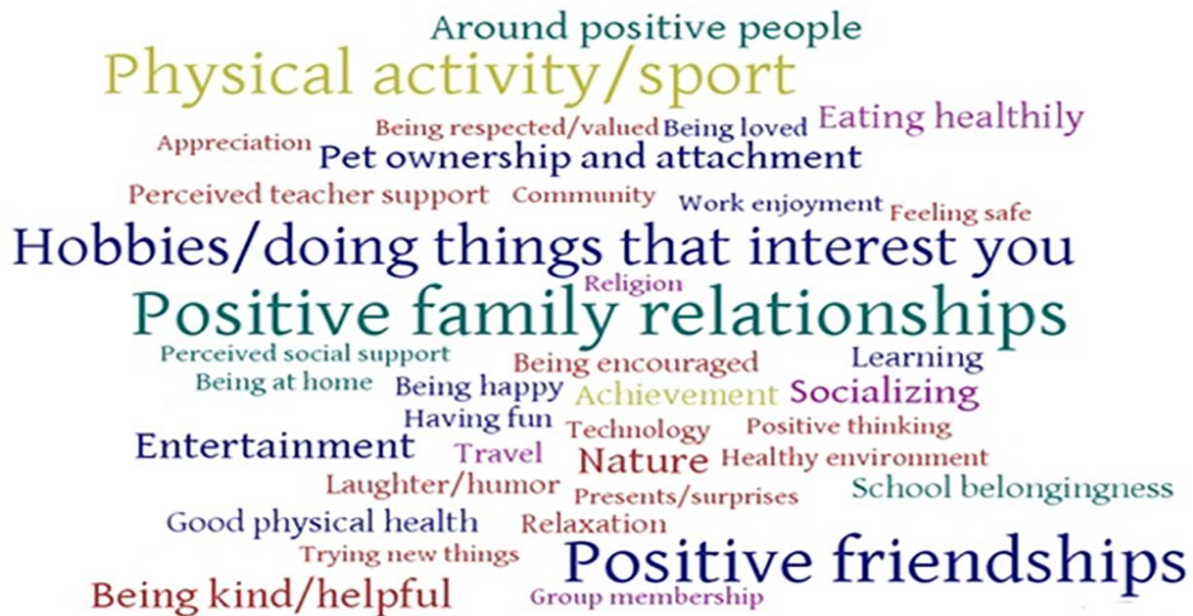 Around positive people
Physical activity/sport
Eating healthily
Being respected/valued Being loved
Appreciation
Pet ownership and attachment
Perceived teacher support Community Work enjoyment Feeling safe
Hobbies/doing things that interest you
Religion
Positive family relationships
Perceived social support Being encouraged Learning
Being at home Being happy Achievement Socializing
Having fun Technology Positive thinking
Entertainment Travel Nature Healthy environment
Laughter/humor Presents/surprises School belongingness
Good physical health Relaxation
Trying new things Positive friendships
Being kind/helpful Group membership